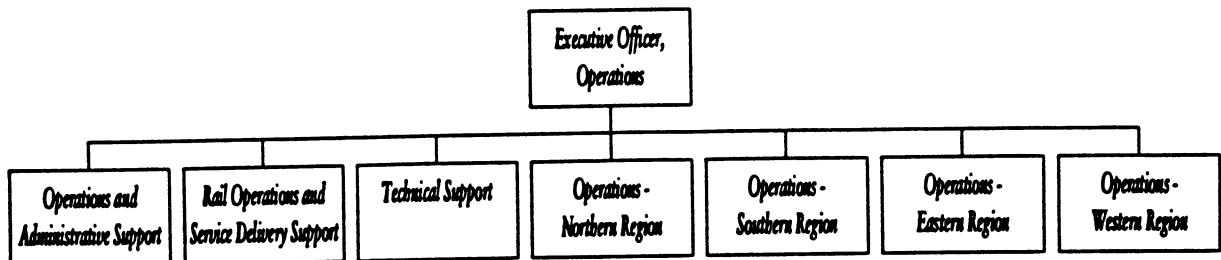 Executive Officer,
Operations
Operations and
Administrative Support
Rail Operations and
Service Delivery Support
Technical Support
Operations -
Northern Region
Operations -
Southern Region
Operations -
Eastern Region
Operations -
Western Region